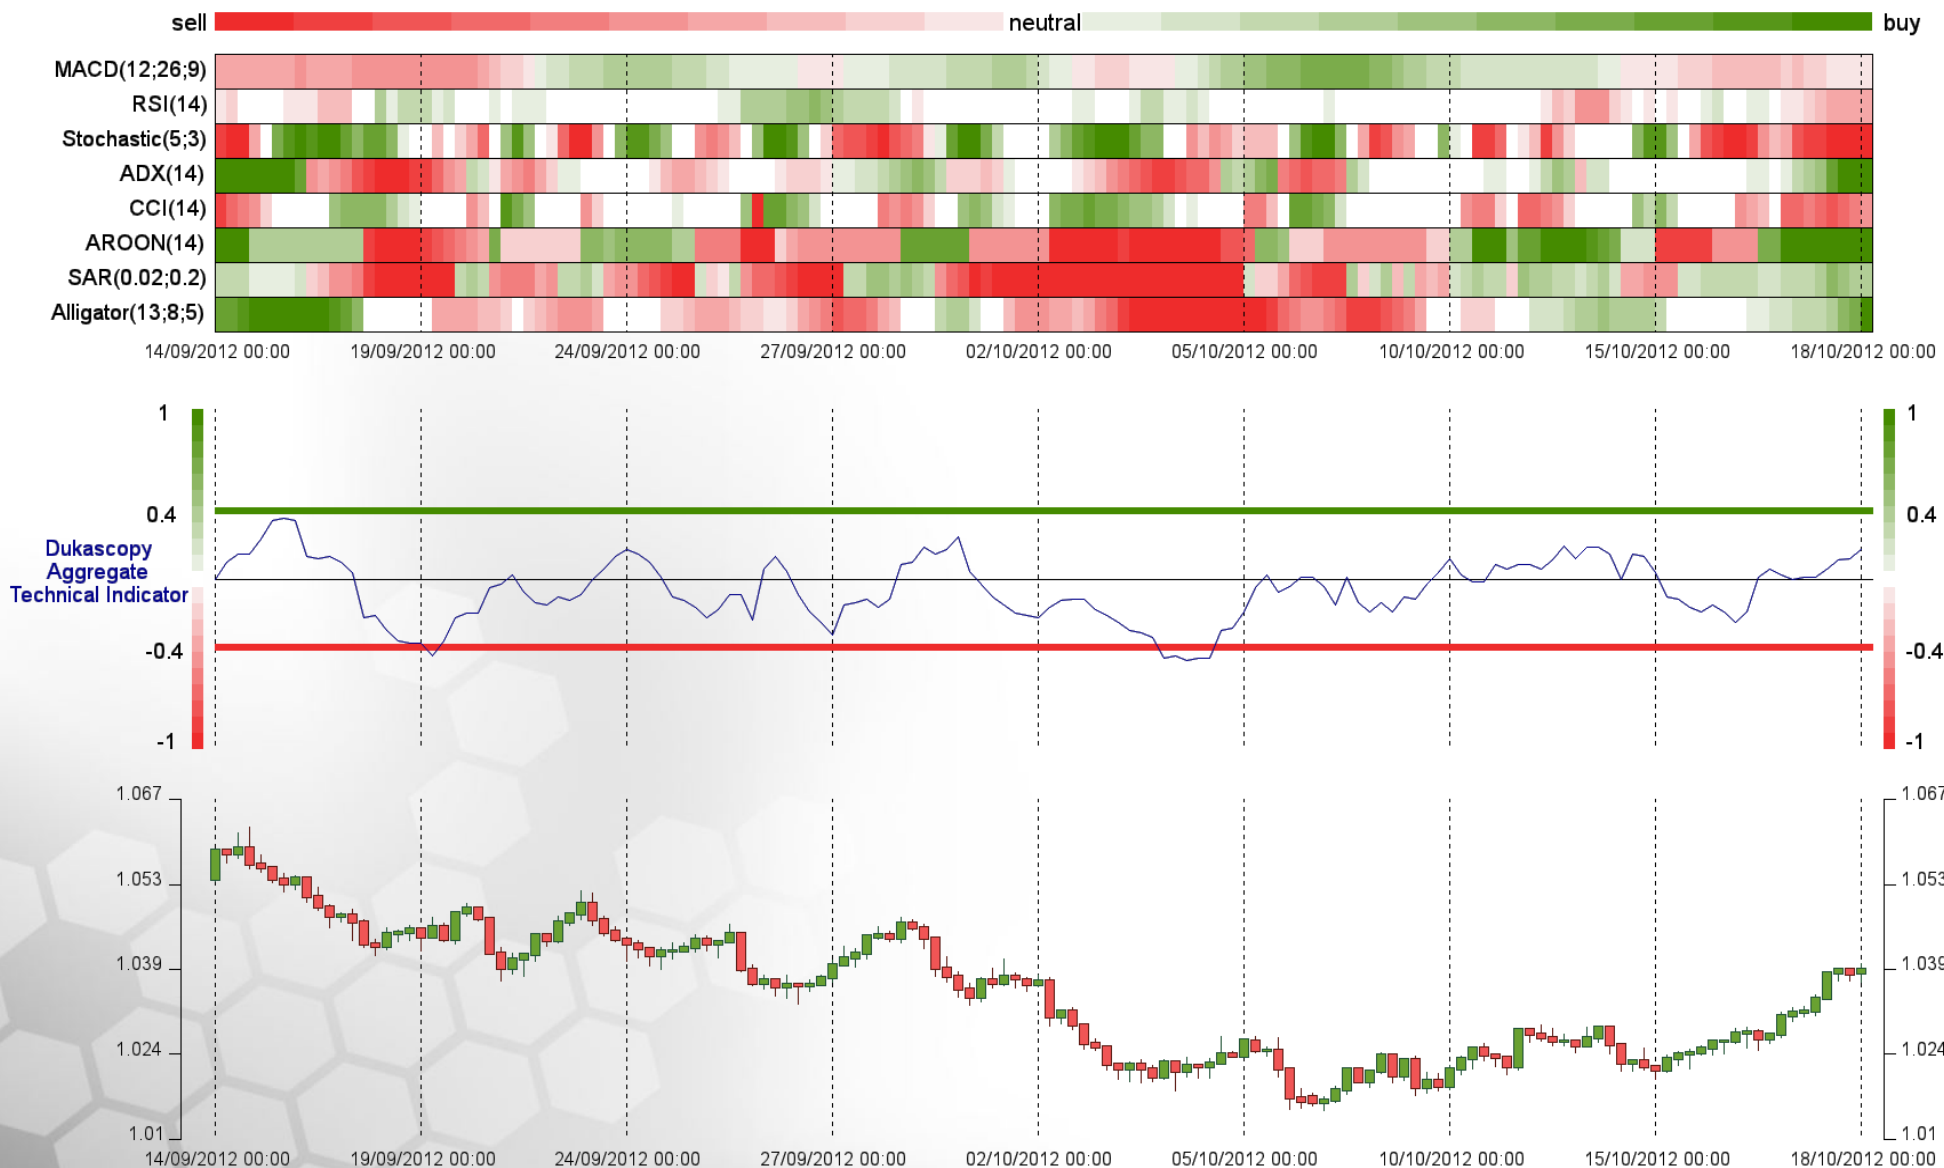 sell neutral buy
MACD(12;26;9)
RSI(14)
Stochastic(5;3)
ADX(14)
CCI(14)
AROON(14)
SAR(0.02;0.2)
Alligator(13;8;5)
14/09/2012 00:00 19/09/2012 00:00 24/09/2012 00:00 27/09/2012 00:00 02/10/2012 00:00 05/10/2012 00:00 10/10/2012 00:00 15/10/2012 00:00 18/10/2012 00:00
1 1
0.4 0.4
Dukascopy
Aggregate
Technical Indicator
-0.4 -0.4
-1 -1
1.067 1.067
1.053 1.053
1.039 1.039
1.024 1.024
1.01 1.01
14/09/2012 00:00 19/09/2012 00:00 24/09/2012 00:00 27/09/2012 00:00 02/10/2012 00:00 05/10/2012 00:00 10/10/2012 00:00 15/10/2012 00:00 18/10/2012 00:00